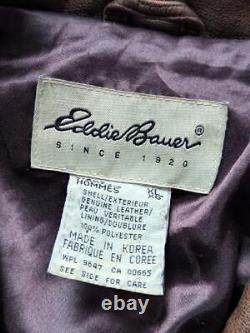 Eddie Bauer®
SINCE 1920
HOMMES XL
SHELL/EXTERIEUR
GENUINE LEATHER/
PEAU VERITABLE
LINING/DOUBLURE
100% POLYESTER
MADE IN KOREA
FABRIQUE EN COREE
WPL 9647 CA 00665
SEE SIDE FOR CARE